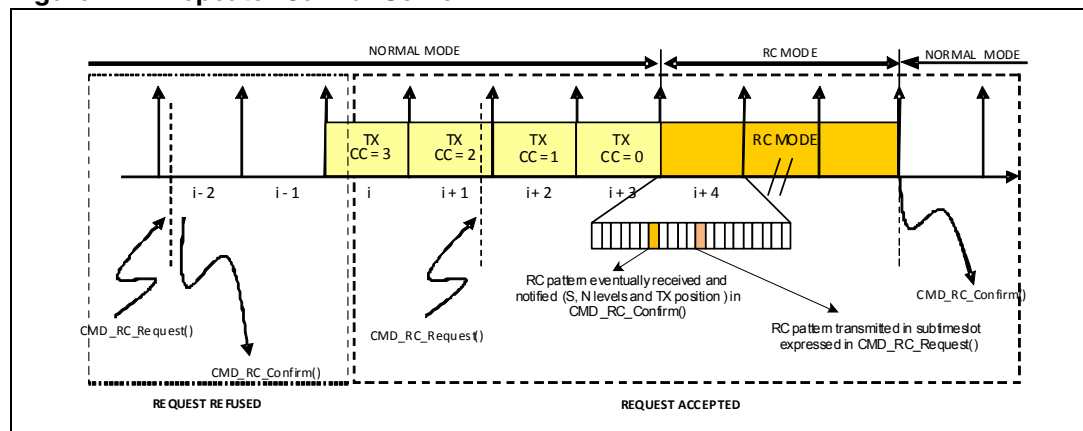 NORMAL MODE
RC MODE
NORMAL MODE
TX
CC = 3
TX
CC = 2
TX
CC = 1
TX
CC = 0
RC MODE
i - 2
i - 1
i
i + 1
i + 2
i + 3
i + 4
RC pattern eventually received and
notified (S, N levels and TX position ) in
CMD_RC_Confirm()
CMD_RC_Request()
CMD_RC_Confirm()
CMD_RC_Request()
RC pattern transmitted in subtimeslot
expressed in CMD_RC_Request()
CMD_RC_Confirm()
REQUEST REFUSED
REQUEST ACCEPTED